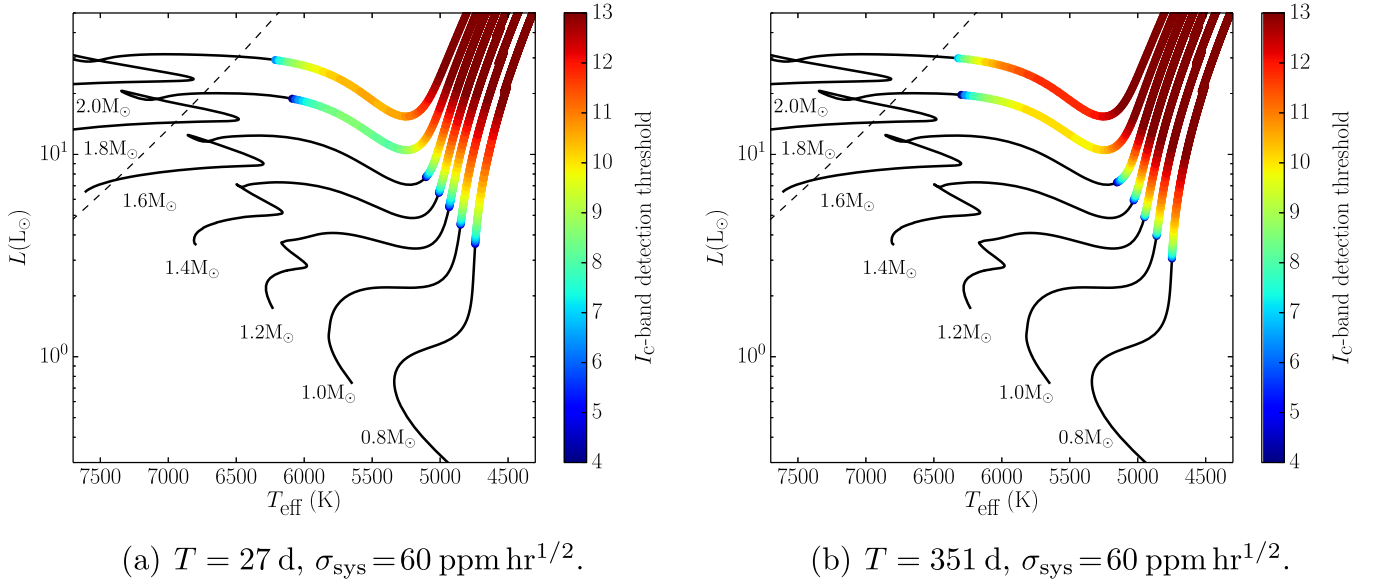 2.0M⊙
1.8M⊙
1.6M⊙
1.4M⊙
1.2M⊙
1.0M⊙
0.8M⊙
10¹
10⁰
L(L⊙)
7500 7000 6500 6000 5500 5000 4500
T_eff (K)
13
12
11
10
9
8
7
6
5
4
I_C-band detection threshold
(a) T = 27 d, σ_sys = 60 ppm hr^1/2.
2.0M⊙
1.8M⊙
1.6M⊙
1.4M⊙
1.2M⊙
1.0M⊙
0.8M⊙
10¹
10⁰
L(L⊙)
7500 7000 6500 6000 5500 5000 4500
T_eff (K)
13
12
11
10
9
8
7
6
5
4
I_C-band detection threshold
(b) T = 351 d, σ_sys = 60 ppm hr^1/2.